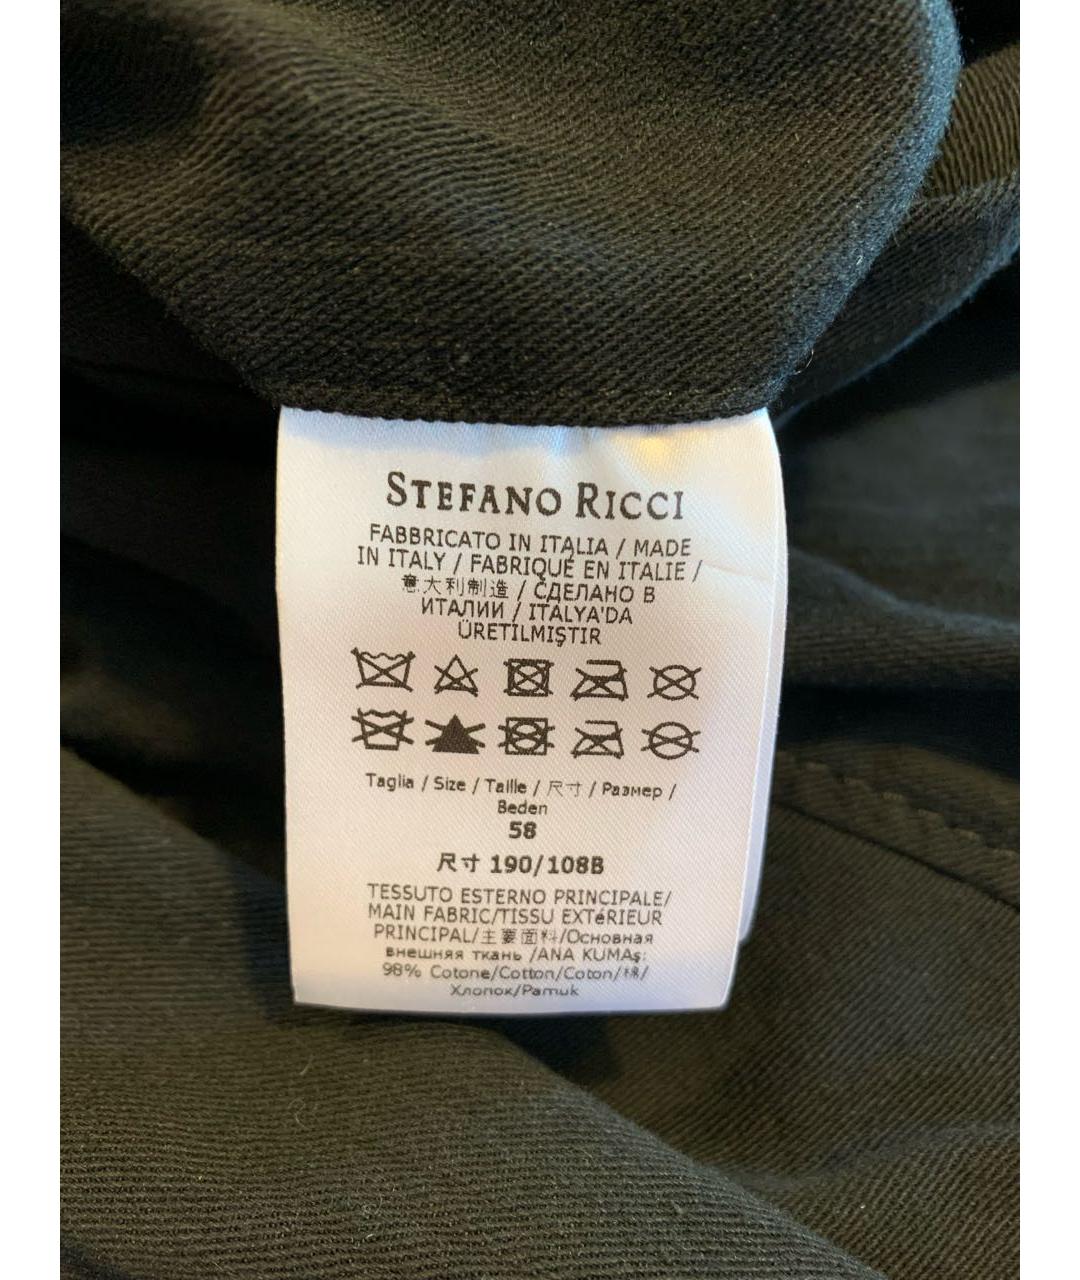 STEFANO RICCI
FABBRICATO IN ITALIA / MADE
IN ITALY / FABRIQUÉ EN ITALIE /
意大利制造 / СДЕЛАНО В
ИТАЛИИ / ITALYA'DA
ÜRETILMIŞTIR
Taglia / Size / Taille / 尺寸 / Размер /
Beden
58
尺寸 190/108B
TESSUTO ESTERNO PRINCIPALE/
MAIN FABRIC/TISSU EXTéRIEUR
PRINCIPAL/主要面料/Основная
внешняя ткань /ANA KUMAş:
98% Cotone/Cotton/Coton/棉/
Хлопок/Pamuk